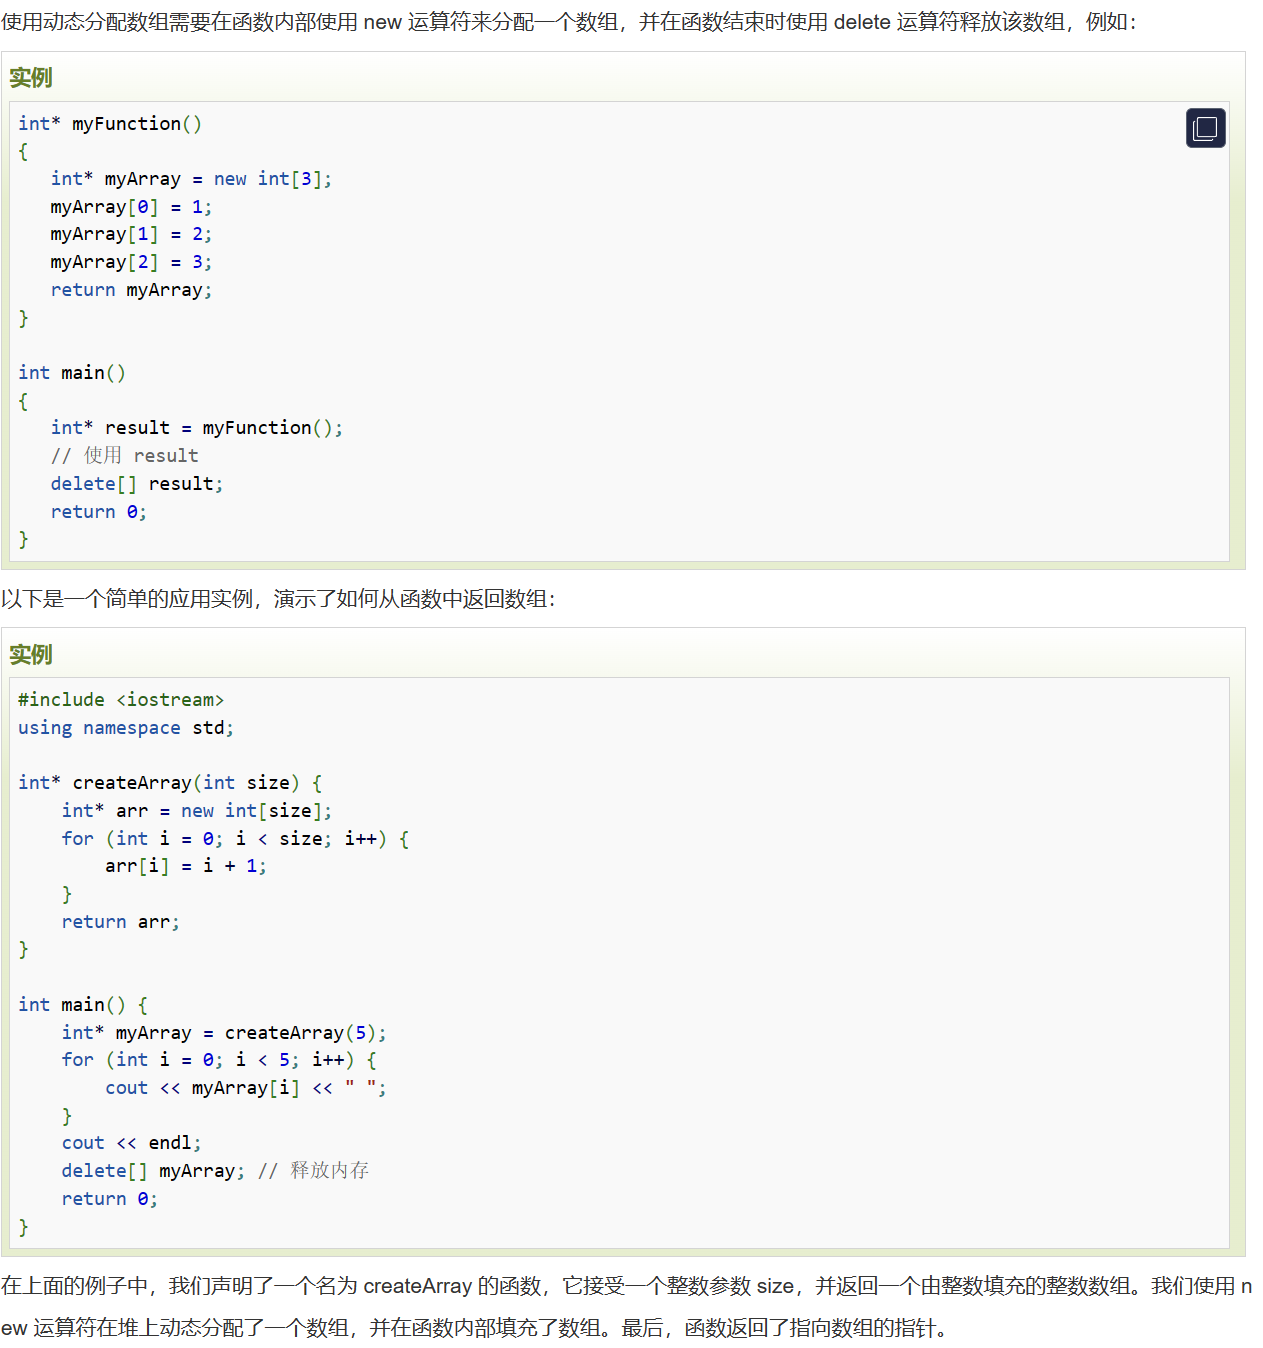 使用动态分配数组需要在函数内部使用 new 运算符来分配一个数组，并在函数结束时使用 delete 运算符释放该数组，例如：
实例
int* myFunction()
{
   int* myArray = new int[3];
   myArray[0] = 1;
   myArray[1] = 2;
   myArray[2] = 3;
   return myArray;
}
int main()
{
   int* result = myFunction();
   // 使用 result
   delete[] result;
   return 0;
}
以下是一个简单的应用实例，演示了如何从函数中返回数组：
实例
#include <iostream>
using namespace std;
int* createArray(int size) {
    int* arr = new int[size];
    for (int i = 0; i < size; i++) {
        arr[i] = i + 1;
    }
    return arr;
}
int main() {
    int* myArray = createArray(5);
    for (int i = 0; i < 5; i++) {
        cout << myArray[i] << " ";
    }
    cout << endl;
    delete[] myArray; // 释放内存
    return 0;
}
在上面的例子中，我们声明了一个名为 createArray 的函数，它接受一个整数参数 size，并返回一个由整数填充的整数数组。我们使用 n
ew 运算符在堆上动态分配了一个数组，并在函数内部填充了数组。最后，函数返回了指向数组的指针。